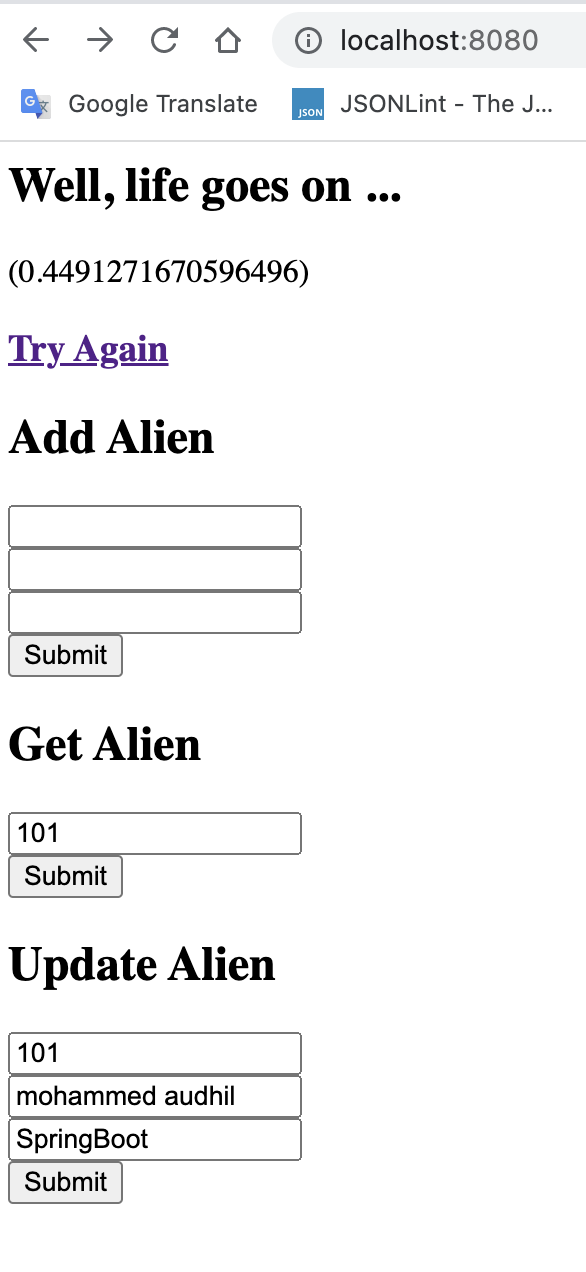 localhost:8080
Google Translate JSON JSONLint - The J...
Well, life goes on ...
(0.4491271670596496)
Try Again
Add Alien
Submit
Get Alien
101
Submit
Update Alien
101
mohammed audhil
SpringBoot
Submit